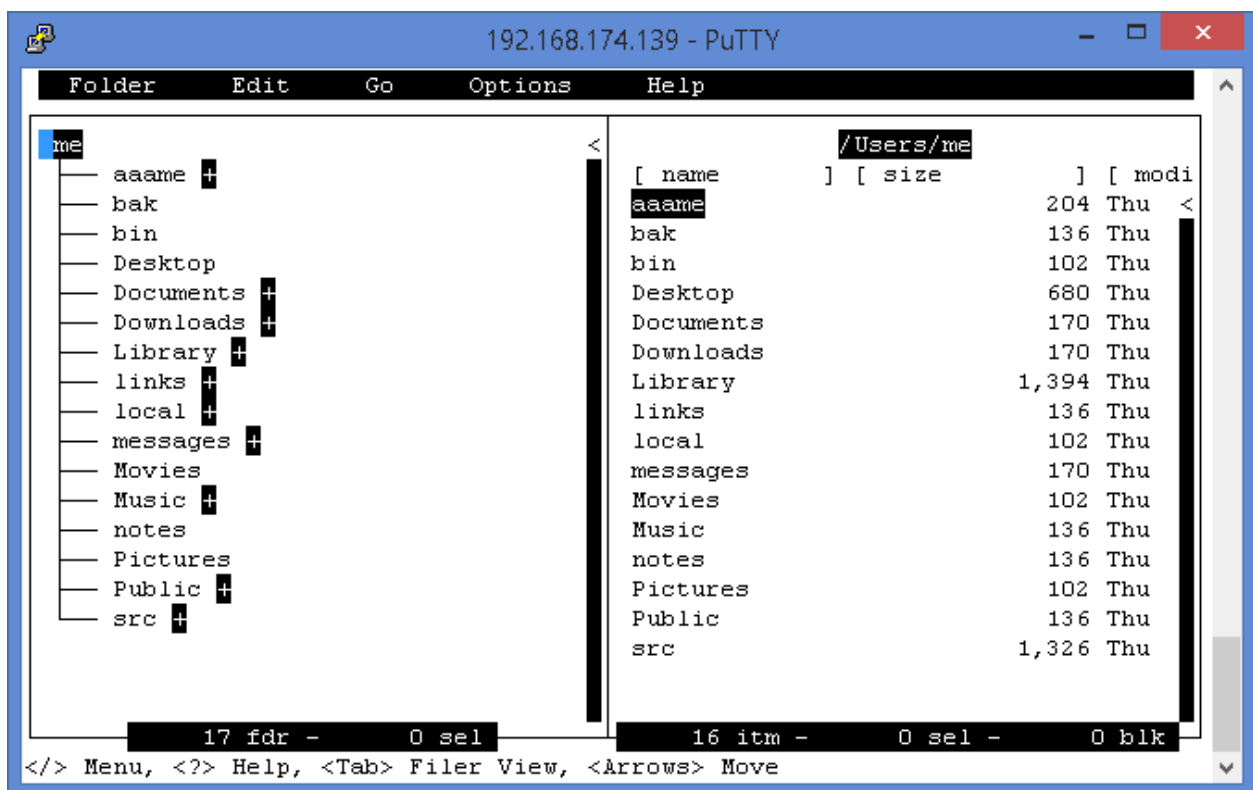 192.168.174.139 - PuTTY
Folder Edit Go Options Help
me <
aaame +
bak
bin
Desktop
Documents +
Downloads +
Library +
links +
local +
messages +
Movies
Music +
notes
Pictures
Public +
src +
17 fdr - 0 sel
/Users/me
[ name ] [ size ] [ modi
aaame 204 Thu <
bak 136 Thu
bin 102 Thu
Desktop 680 Thu
Documents 170 Thu
Downloads 170 Thu
Library 1,394 Thu
links 136 Thu
local 102 Thu
messages 170 Thu
Movies 102 Thu
Music 136 Thu
notes 136 Thu
Pictures 102 Thu
Public 136 Thu
src 1,326 Thu
16 itm - 0 sel - 0 blk
</> Menu, <?> Help, <Tab> Filer View, <Arrows> Move